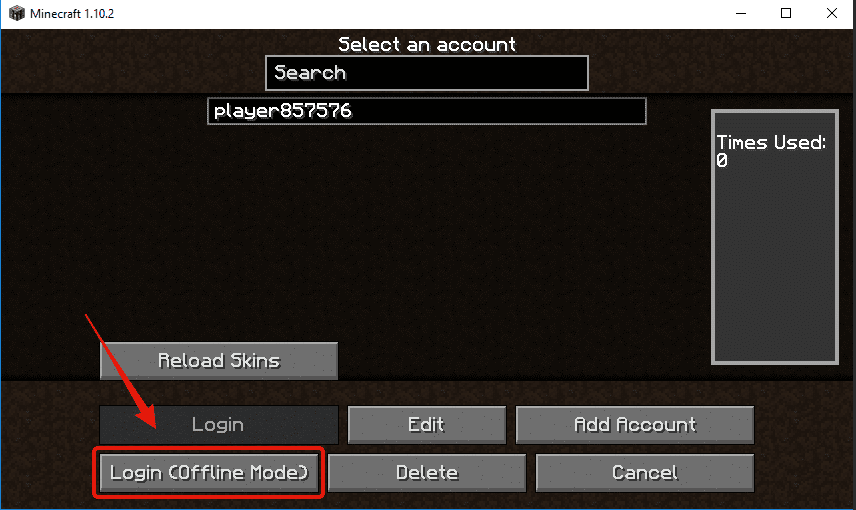 Minecraft 1.10.2
Select an account
Search
player857576
Times Used:
0
Reload Skins
Login
Edit
Add Account
Login (Offline Mode)
Delete
Cancel